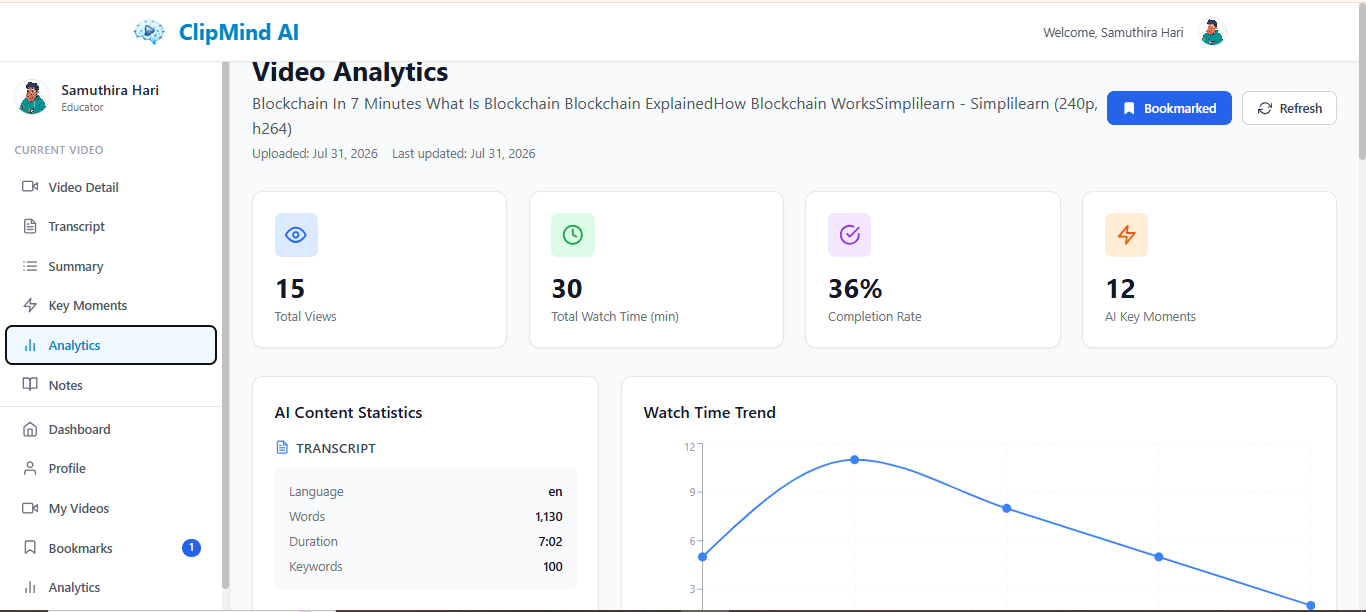 ClipMind AI
Welcome, Samuthira Hari
Samuthira Hari
Educator
CURRENT VIDEO
Video Detail
Transcript
Summary
Key Moments
Analytics
Notes
Dashboard
Profile
My Videos
Bookmarks 1
Analytics
Video Analytics
Blockchain In 7 Minutes What Is Blockchain Blockchain ExplainedHow Blockchain WorksSimplilearn - Simplilearn (240p,
h264)
Uploaded: Jul 31, 2026 Last updated: Jul 31, 2026
Bookmarked
Refresh
15
Total Views
30
Total Watch Time (min)
36%
Completion Rate
12
AI Key Moments
AI Content Statistics
TRANSCRIPT
Language en
Words 1,130
Duration 7:02
Keywords 100
Watch Time Trend
12
9
6
3